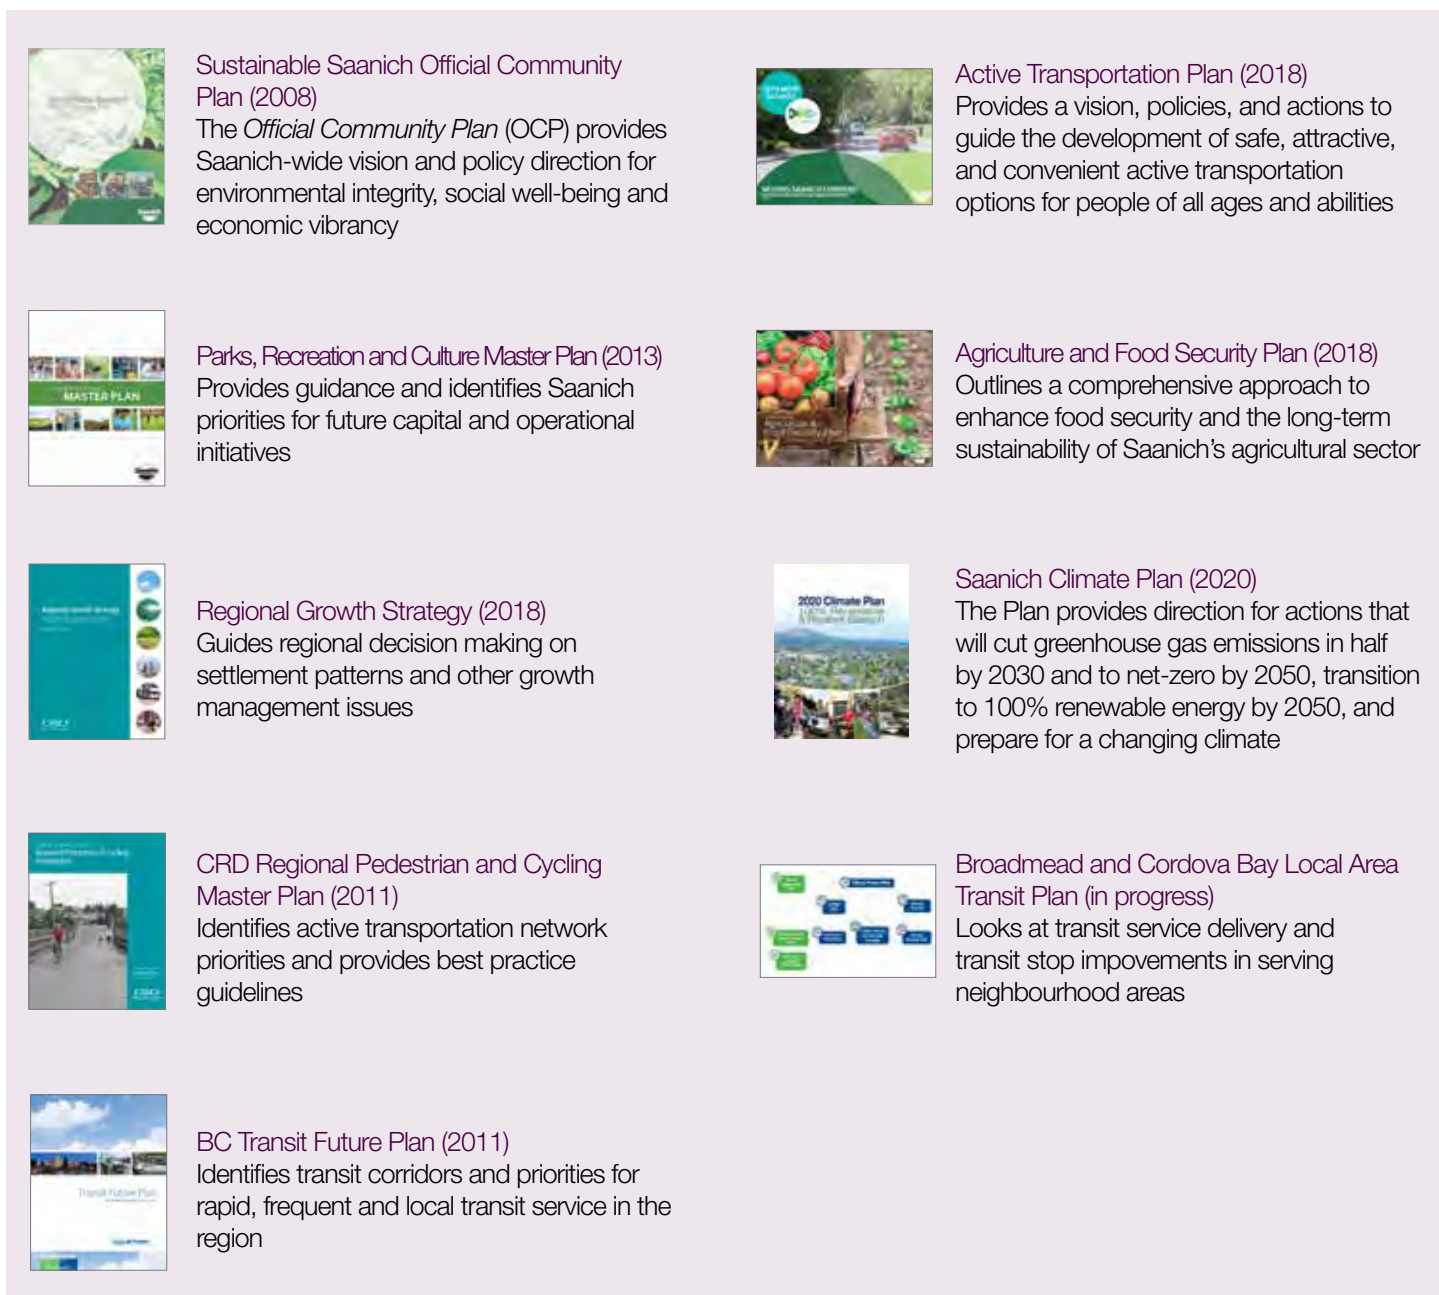 Sustainable Saanich Official Community
Plan (2008)
The Official Community Plan (OCP) provides
Saanich-wide vision and policy direction for
environmental integrity, social well-being and
economic vibrancy
MASTER PLAN
Parks, Recreation and Culture Master Plan (2013)
Provides guidance and identifies Saanich
priorities for future capital and operational
initiatives
Regional Growth Strategy (2018)
Guides regional decision making on
settlement patterns and other growth
management issues
CRD Regional Pedestrian and Cycling
Master Plan (2011)
Identifies active transportation network
priorities and provides best practice
guidelines
Transit Future Plan
BC Transit Future Plan (2011)
Identifies transit corridors and priorities for
rapid, frequent and local transit service in the
region
Active Transportation Plan (2018)
Provides a vision, policies, and actions to
guide the development of safe, attractive,
and convenient active transportation
options for people of all ages and abilities
Agriculture and Food Security Plan (2018)
Outlines a comprehensive approach to
enhance food security and the long-term
sustainability of Saanich's agricultural sector
2020 Climate Plan
Saanich Climate Plan (2020)
The Plan provides direction for actions that
will cut greenhouse gas emissions in half
by 2030 and to net-zero by 2050, transition
to 100% renewable energy by 2050, and
prepare for a changing climate
Broadmead and Cordova Bay Local Area
Transit Plan (in progress)
Looks at transit service delivery and
transit stop impovements in serving
neighbourhood areas